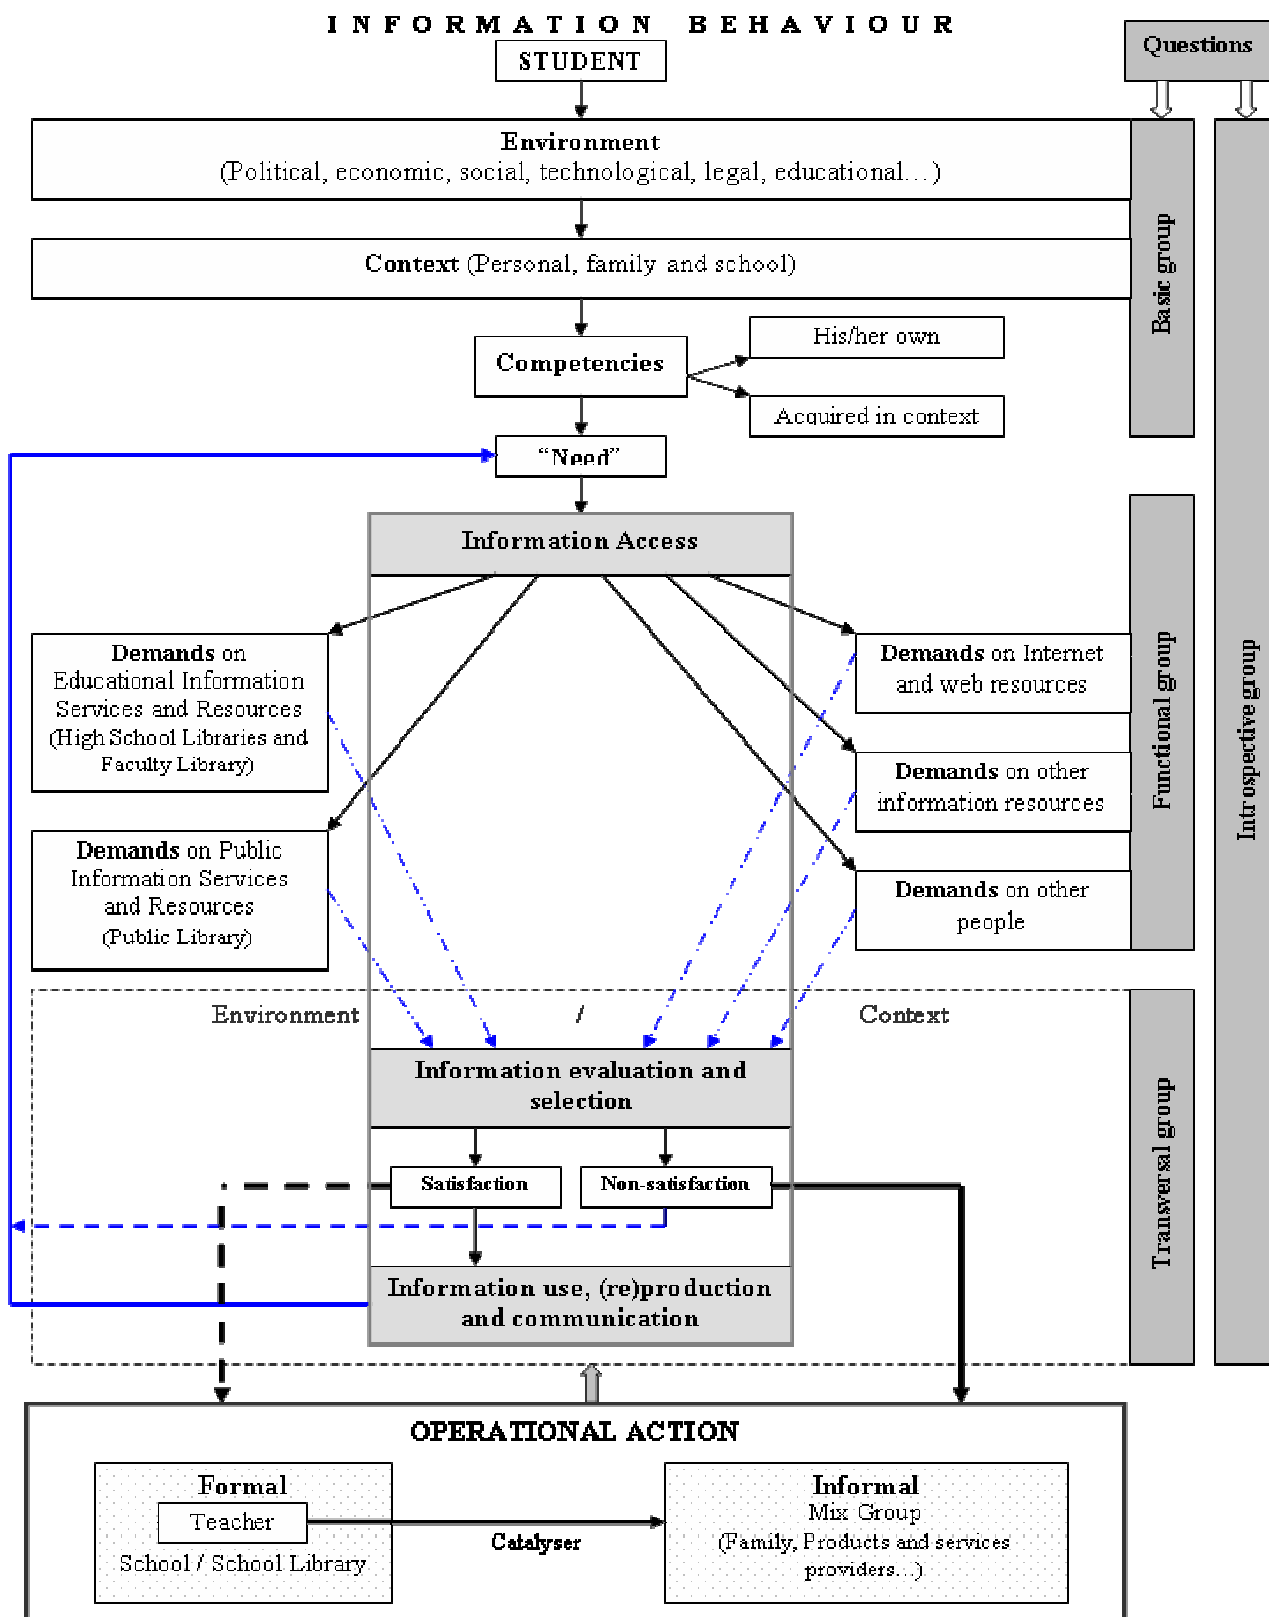 INFORMATION BEHAVIOUR
STUDENT
Questions
Environment
(Political, economic, social, technological, legal, educational…)
Context (Personal, family and school)
Basic group
Competencies
His/her own
Acquired in context
“Need”
Information Access
Demands on
Educational Information
Services and Resources
(High School Libraries and
Faculty Library)
Demands on Public
Information Services
and Resources
(Public Library)
Demands on Internet
and web resources
Demands on other
information resources
Demands on other
people
Functional group
Introspective group
Environment / Context
Information evaluation and
selection
Satisfaction
Non-satisfaction
Information use, (re)production
and communication
Transversal group
OPERATIONAL ACTION
Formal
Teacher
School / School Library
Catalyser
Informal
Mix Group
(Family, Products and services
providers…)